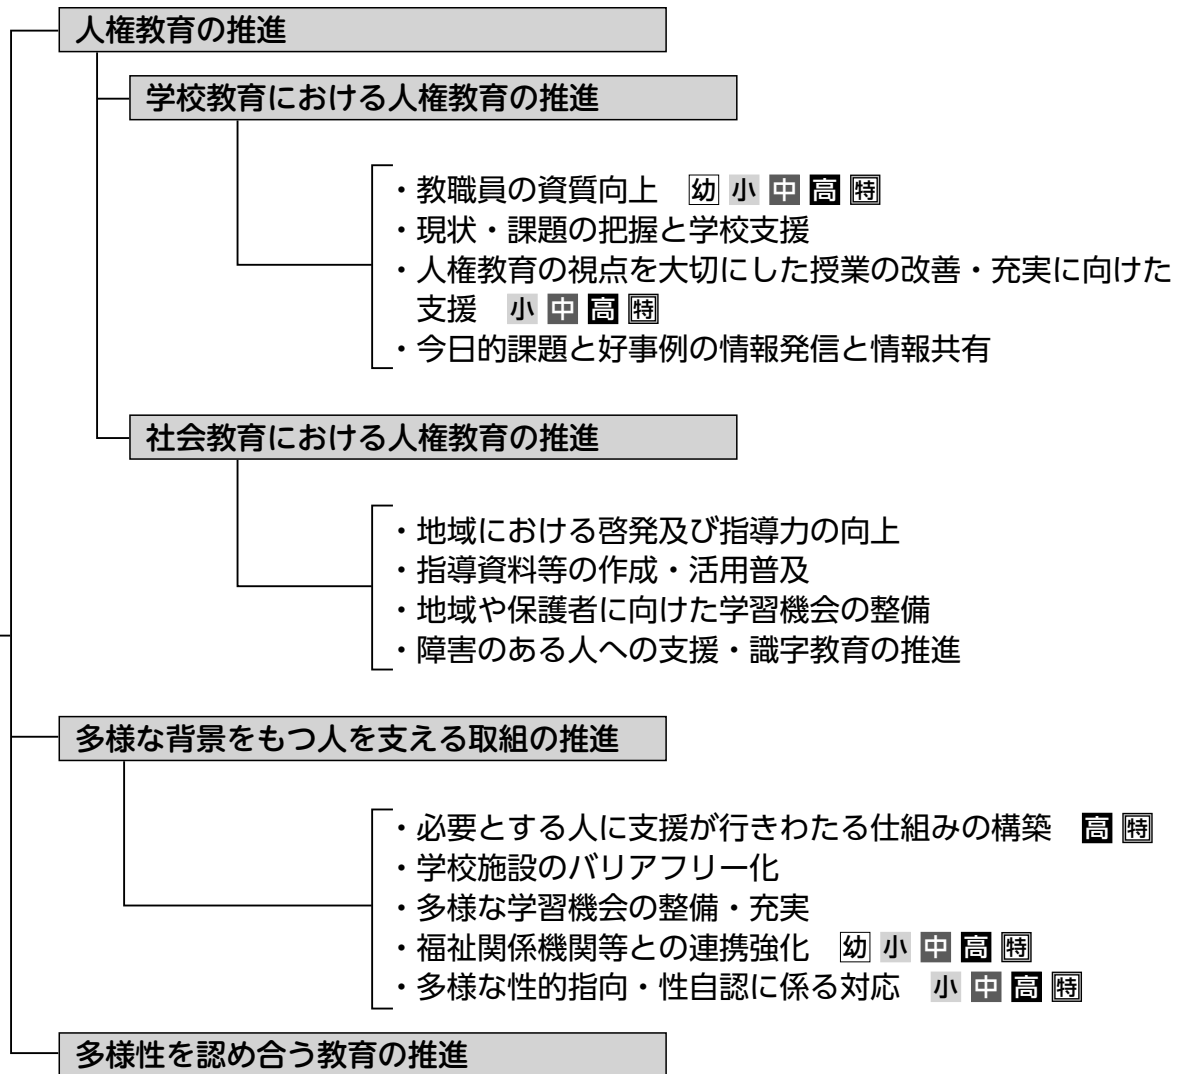 人権教育の推進
学校教育における人権教育の推進
・教職員の資質向上 幼 小 中 高 特
・現状・課題の把握と学校支援
・人権教育の視点を大切にした授業の改善・充実に向けた
支援 小 中 高 特
・今日的課題と好事例の情報発信と情報共有
社会教育における人権教育の推進
・地域における啓発及び指導力の向上
・指導資料等の作成・活用普及
・地域や保護者に向けた学習機会の整備
・障害のある人への支援・識字教育の推進
多様な背景をもつ人を支える取組の推進
・必要とする人に支援が行きわたる仕組みの構築 高 特
・学校施設のバリアフリー化
・多様な学習機会の整備・充実
・福祉関係機関等との連携強化 幼 小 中 高 特
・多様な性的指向・性自認に係る対応 小 中 高 特
多様性を認め合う教育の推進